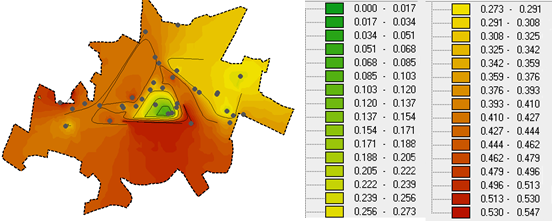 0.000 - 0.017
0.017 - 0.034
0.034 - 0.051
0.051 - 0.068
0.068 - 0.085
0.085 - 0.103
0.103 - 0.120
0.120 - 0.137
0.137 - 0.154
0.154 - 0.171
0.171 - 0.188
0.188 - 0.205
0.205 - 0.222
0.222 - 0.239
0.239 - 0.256
0.256 - 0.273
0.273 - 0.291
0.291 - 0.308
0.308 - 0.325
0.325 - 0.342
0.342 - 0.359
0.359 - 0.376
0.376 - 0.393
0.393 - 0.410
0.410 - 0.427
0.427 - 0.444
0.444 - 0.462
0.462 - 0.479
0.479 - 0.496
0.496 - 0.513
0.513 - 0.530
0.530 - 0.547